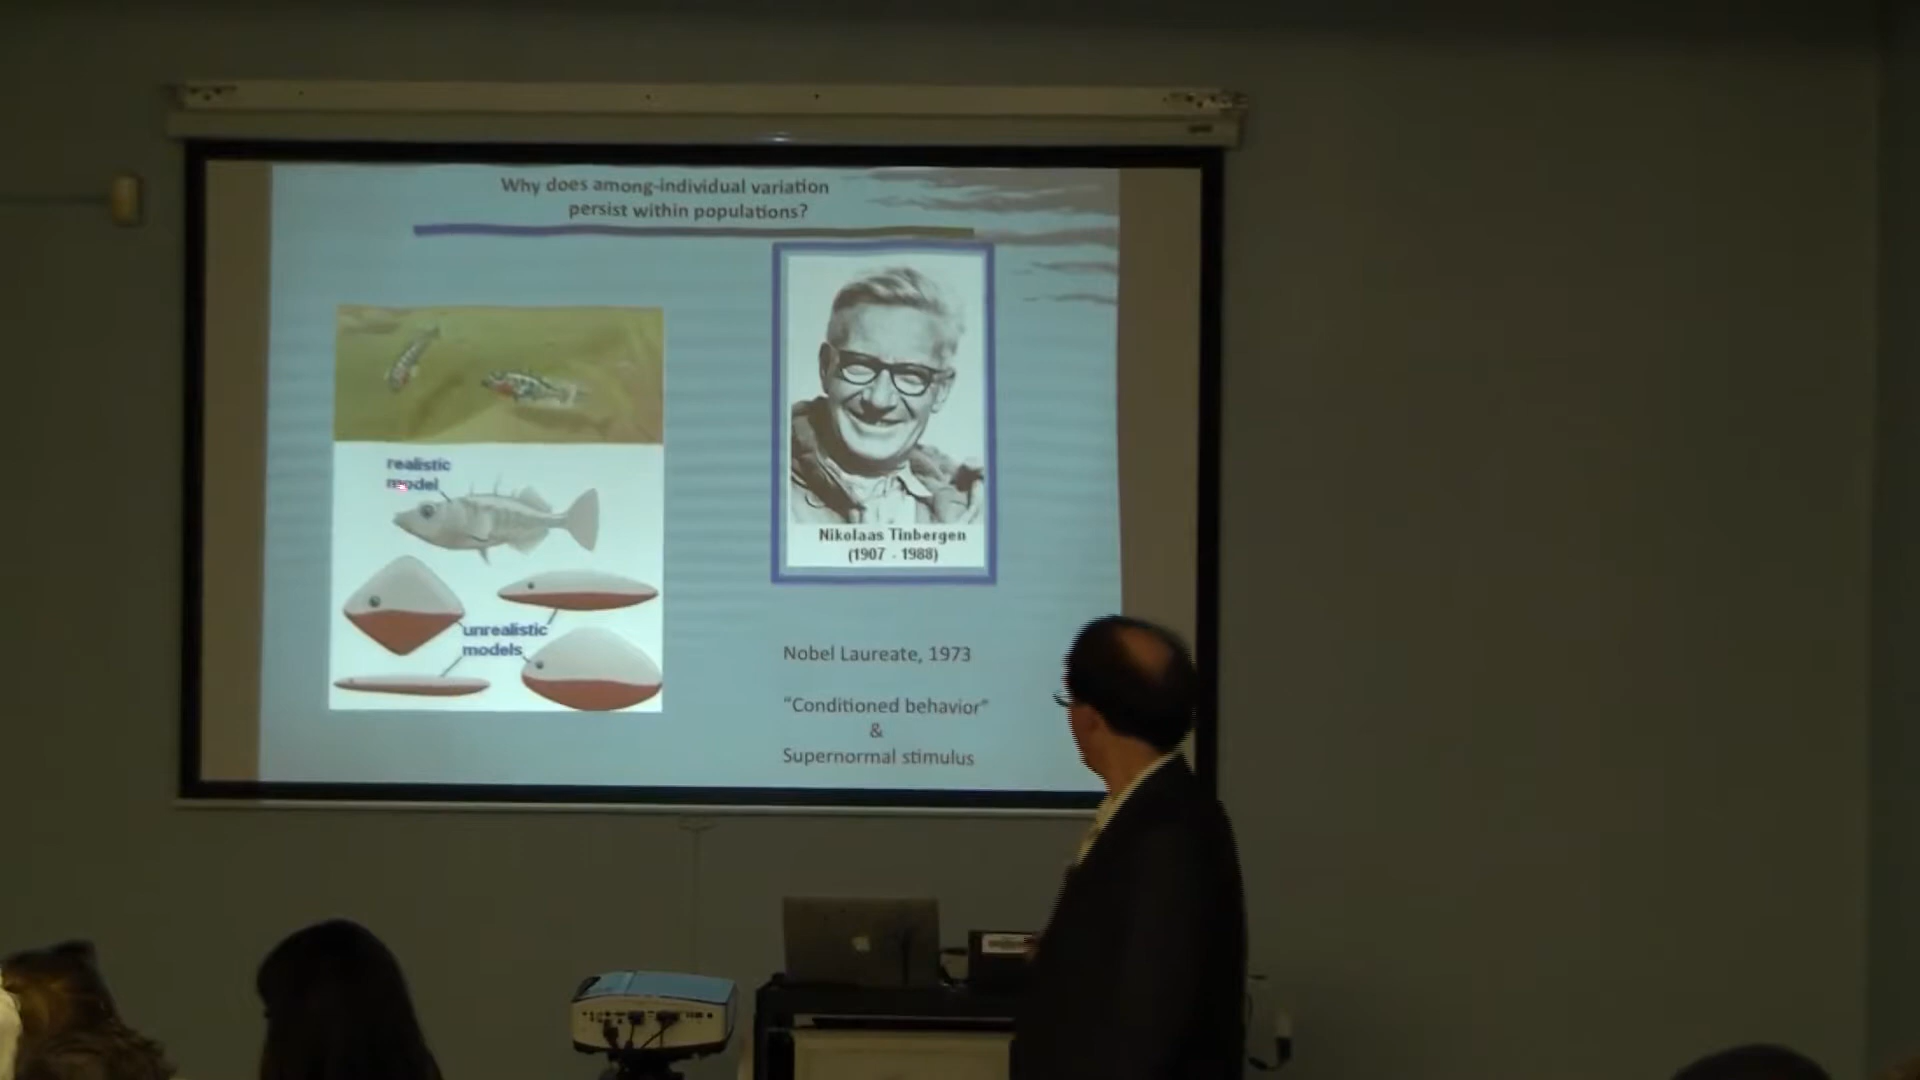 Why does among-individual variation
persist within populations?
realistic
model
unrealistic
models
Nikolaas Tinbergen
(1907 - 1988)
Nobel Laureate, 1973
"Conditioned behavior"
&
Supernormal stimulus